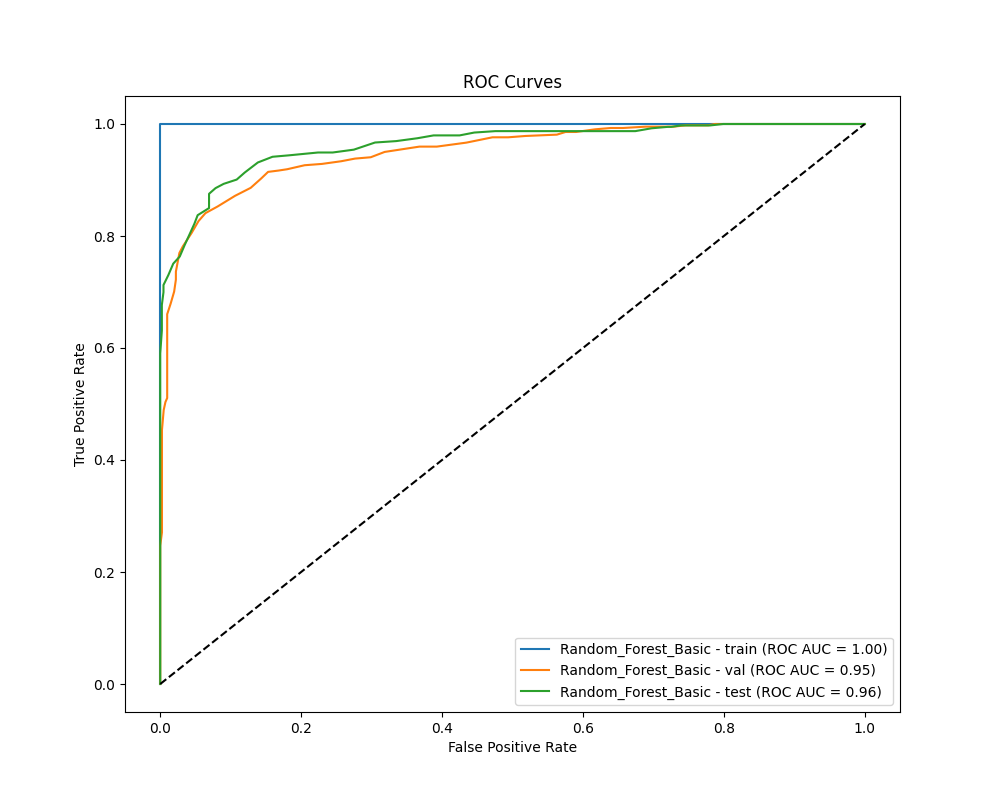 ROC Curves
True Positive Rate
1.0
0.8
0.6
0.4
0.2
0.0
Random_Forest_Basic - train (ROC AUC = 1.00)
Random_Forest_Basic - val (ROC AUC = 0.95)
Random_Forest_Basic - test (ROC AUC = 0.96)
0.0 0.2 0.4 0.6 0.8 1.0
False Positive Rate